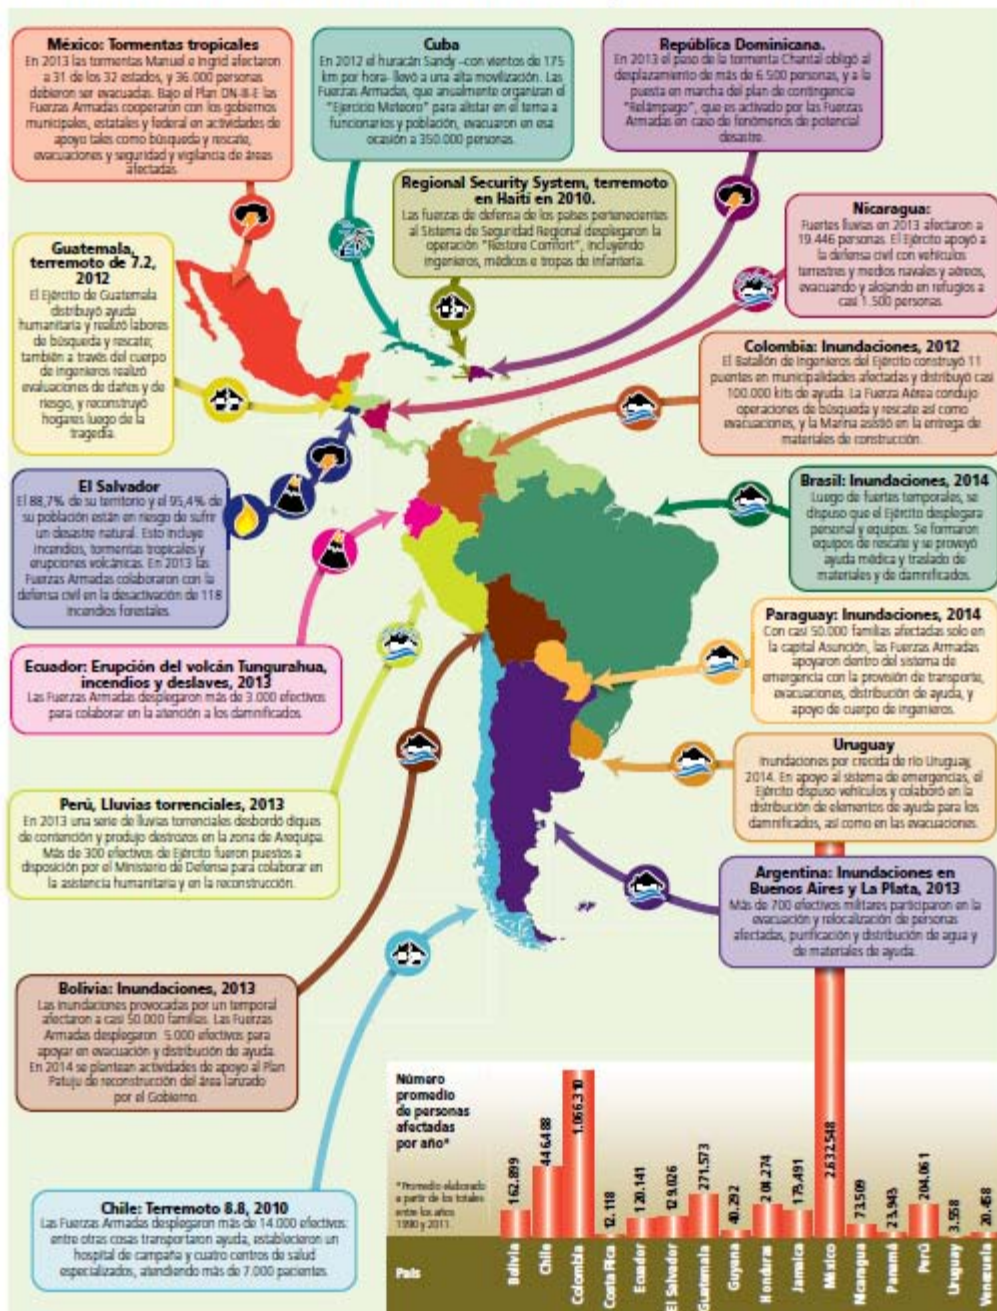 México: Tormentas tropicales
En 2013 las tormentas Manuel e Ingrid afectaron
a 31 de los 32 estados, y 36.000 personas
debieron ser evacuadas. Bajo el Plan DN-III-E las
Fuerzas Armadas cooperaron con los gobiernos
municipales, estatales y federal en actividades de
apoyo tales como búsqueda y rescate,
evacuaciones y seguridad y vigilancia de áreas
afectadas.
Cuba
En 2012 el huracán Sandy -con vientos de 175
km por hora- llevó a una alta movilización. Las
Fuerzas Armadas, que anualmente organizan el
"Ejercicio Meteoro" para alistar en el tema a
funcionarios y población, evacuaron en esa
ocasión a 350.000 personas.
República Dominicana.
En 2013 el paso de la tormenta Chantal obligó al
desplazamiento de más de 6.500 personas, y a la
puesta en marcha del plan de contingencia
"Relámpago", que es activado por las Fuerzas
Armadas en caso de fenómenos de potencial
desastre.
Regional Security System, terremoto
en Haití en 2010.
Las fuerzas de defensa de los países pertenecientes
al Sistema de Seguridad Regional desplegaron la
operación "Restore Comfort", incluyendo
ingenieros, médicos e tropas de infantería.
Nicaragua:
Fuertes lluvias en 2013 afectaron a
19.446 personas. El Ejército apoyó a
la defensa civil con vehículos
terrestres y medios navales y aéreos,
evacuando y alojando en refugios a
casi 1.500 personas.
Guatemala,
terremoto de 7.2,
2012
El Ejército de Guatemala
distribuyó ayuda
humanitaria y realizó labores
de búsqueda y rescate;
también a través del cuerpo
de ingenieros realizó
evaluaciones de daños y de
riesgo, y reconstruyó
hogares luego de la
tragedia.
Colombia: Inundaciones, 2012
El Batallón de Ingenieros del Ejército construyó 11
puentes en municipalidades afectadas y distribuyó casi
100.000 kits de ayuda. La Fuerza Aérea condujo
operaciones de búsqueda y rescate así como
evacuaciones, y la Marina asistió en la entrega de
materiales de construcción.
El Salvador
El 88,7% de su territorio y el 95,4% de
su población están en riesgo de sufrir
un desastre natural. Esto incluye
incendios, tormentas tropicales y
erupciones volcánicas. En 2013 las
Fuerzas Armadas colaboraron con la
defensa civil en la desactivación de 118
incendios forestales.
Brasil: Inundaciones, 2014
Luego de fuertes temporales, se
dispuso que el Ejército desplegara
personal y equipos. Se formaron
equipos de rescate y se proveyó
ayuda médica y traslado de
materiales y de damnificados.
Ecuador: Erupción del volcán Tungurahua,
incendios y deslaves, 2013
Las Fuerzas Armadas desplegaron más de 3.000 efectivos
para colaborar en la atención a los damnificados.
Paraguay: Inundaciones, 2014
Con casi 50.000 familias afectadas solo en
la capital Asunción, las Fuerzas Armadas
apoyaron dentro del sistema de
emergencia con la provisión de transporte,
evacuaciones, distribución de ayuda, y
apoyo de cuerpo de ingenieros.
Uruguay
Inundaciones por crecida de río Uruguay,
2014. En apoyo al sistema de emergencias, el
Ejército dispuso vehículos y colaboró en la
distribución de elementos de ayuda para los
damnificados, así como en las evacuaciones.
Perú, Lluvias torrenciales, 2013
En 2013 una serie de lluvias torrenciales desbordó diques
de contención y produjo destrozos en la zona de Arequipa.
Más de 300 efectivos de Ejército fueron puestos a
disposición por el Ministerio de Defensa para colaborar en
la asistencia humanitaria y en la reconstrucción.
Argentina: Inundaciones en
Buenos Aires y La Plata, 2013
Más de 700 efectivos militares participaron en la
evacuación y relocalización de personas
afectadas, purificación y distribución de agua y
de materiales de ayuda.
Bolivia: Inundaciones, 2013
Las inundaciones provocadas por un temporal
afectaron a casi 50.000 familias. Las Fuerzas
Armadas desplegaron 5.000 efectivos para
apoyar en evacuación y distribución de ayuda.
En 2014 se plantean actividades de apoyo al Plan
Patuju de reconstrucción del área lanzado
por el Gobierno.
Chile: Terremoto 8.8, 2010
Las Fuerzas Armadas desplegaron más de 14.000 efectivos:
entre otras cosas transportaron ayuda, establecieron un
hospital de campaña y cuatro centros de salud
especializados, atendiendo más de 7.000 pacientes.
Número
promedio
de personas
afectadas
por año*
*Promedio elaborado
a partir de los totales
entre los años
1990 y 2011.
162.899
446.488
1.066.310
12.118
120.141
129.026
271.573
40.292
204.274
175.491
2.632.548
73.509
23.945
204.061
3.558
20.458
País
Bolivia
Chile
Colombia
Costa Rica
Ecuador
El Salvador
Guatemala
Guyana
Honduras
Jamaica
México
Nicaragua
Panamá
Perú
Uruguay
Venezuela